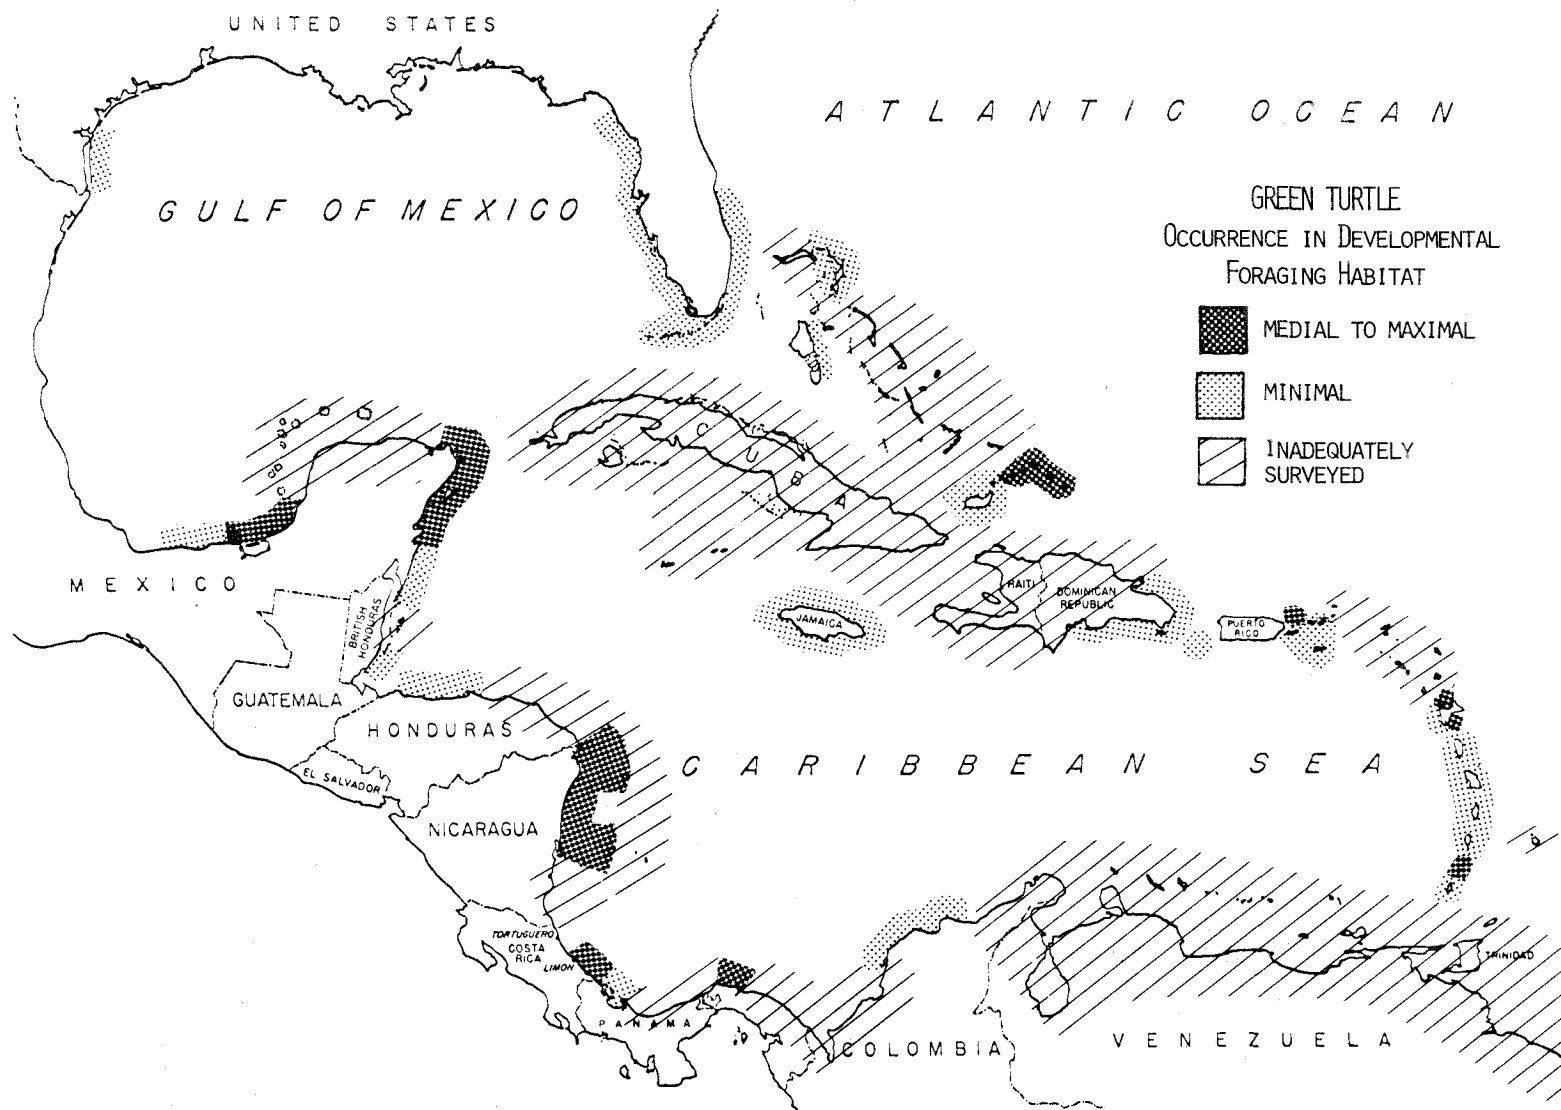 UNITED STATES
ATLANTIC OCEAN
GULF OF MEXICO
GREEN TURTLE
OCCURRENCE IN DEVELOPMENTAL
FORAGING HABITAT
MEDIAL TO MAXIMAL
MINIMAL
INADEQUATELY
SURVEYED
CUBA
MEXICO
HAITI
DOMINICAN
REPUBLIC
JAMAICA
PUERTO
RICO
BRITISH
HONDURAS
GUATEMALA
HONDURAS
EL SALVADOR
CARIBBEAN SEA
NICARAGUA
TORTUGUERO
COSTA
RICA
LIMON
TRINIDAD
PANAMA
COLOMBIA
VENEZUELA